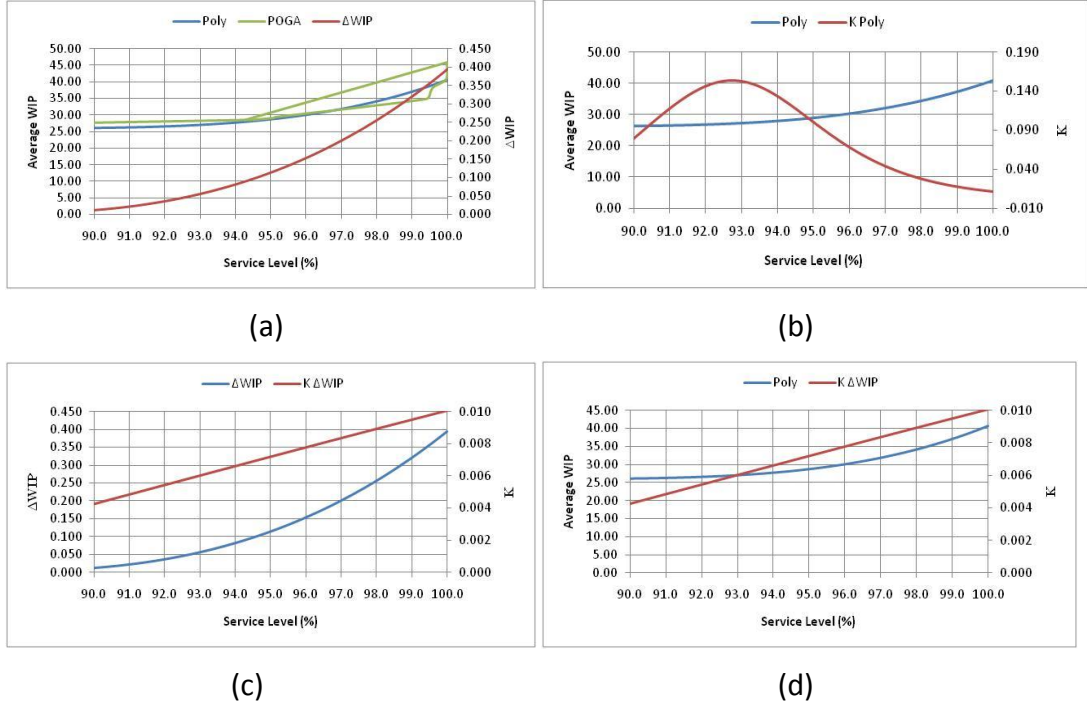 Poly POGA ΔWIP
50.00
45.00
40.00
35.00
30.00
25.00
20.00
15.00
10.00
5.00
0.00
Average WIP
0.450
0.400
0.350
0.300
0.250
0.200
0.150
0.100
0.050
0.000
ΔWIP
90.0 91.0 92.0 93.0 94.0 95.0 96.0 97.0 98.0 99.0 100.0
Service Level (%)
(a)
Poly K Poly
50.00
40.00
30.00
20.00
10.00
0.00
Average WIP
0.190
0.140
0.090
0.040
-0.010
K
90.0 91.0 92.0 93.0 94.0 95.0 96.0 97.0 98.0 99.0 100.0
Service Level (%)
(b)
ΔWIP K ΔWIP
0.450
0.400
0.350
0.300
0.250
0.200
0.150
0.100
0.050
0.000
ΔWIP
0.010
0.008
0.006
0.004
0.002
0.000
K
90.0 91.0 92.0 93.0 94.0 95.0 96.0 97.0 98.0 99.0 100.0
Service Level (%)
(c)
Poly K ΔWIP
45.00
40.00
35.00
30.00
25.00
20.00
15.00
10.00
5.00
0.00
Average WIP
0.010
0.008
0.006
0.004
0.002
0.000
K
90.0 91.0 92.0 93.0 94.0 95.0 96.0 97.0 98.0 99.0 100.0
Service Level (%)
(d)